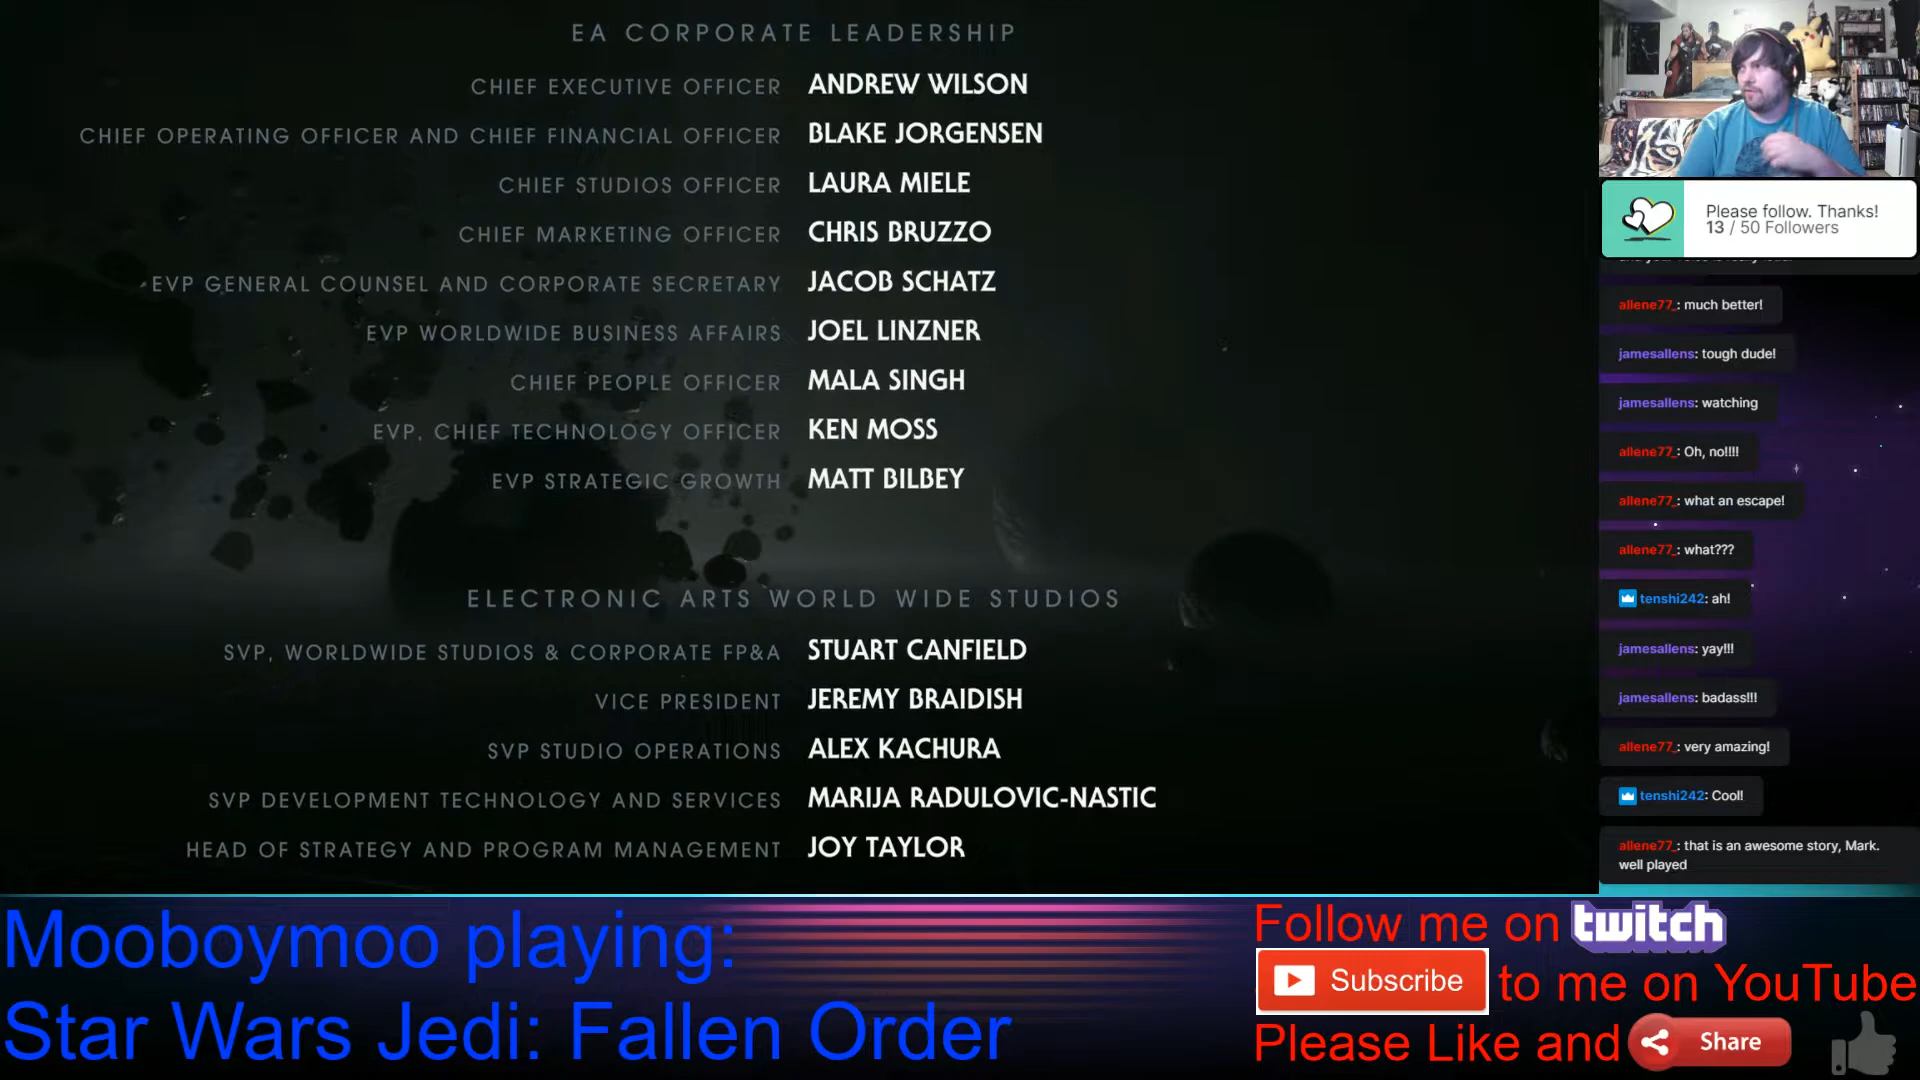 EA CORPORATE LEADERSHIP
CHIEF EXECUTIVE OFFICER ANDREW WILSON
CHIEF OPERATING OFFICER AND CHIEF FINANCIAL OFFICER BLAKE JORGENSEN
CHIEF STUDIOS OFFICER LAURA MIELE
CHIEF MARKETING OFFICER CHRIS BRUZZO
EVP GENERAL COUNSEL AND CORPORATE SECRETARY JACOB SCHATZ
EVP WORLDWIDE BUSINESS AFFAIRS JOEL LINZNER
CHIEF PEOPLE OFFICER MALA SINGH
EVP, CHIEF TECHNOLOGY OFFICER KEN MOSS
EVP STRATEGIC GROWTH MATT BILBEY
ELECTRONIC ARTS WORLD WIDE STUDIOS
SVP, WORLDWIDE STUDIOS & CORPORATE FP&A STUART CANFIELD
VICE PRESIDENT JEREMY BRAIDISH
SVP STUDIO OPERATIONS ALEX KACHURA
SVP DEVELOPMENT TECHNOLOGY AND SERVICES MARIJA RADULOVIC-NASTIC
HEAD OF STRATEGY AND PROGRAM MANAGEMENT JOY TAYLOR
Please follow. Thanks!
13 / 50 Followers
allene77_: much better!
jamesallens: tough dude!
jamesallens: watching
allene77_: Oh, no!!!!
allene77_: what an escape!
allene77_: what???
tenshi242: ah!
jamesallens: yay!!!
jamesallens: badass!!!
allene77_: very amazing!
tenshi242: Cool!
allene77_: that is an awesome story, Mark.
well played
Mooboymoo playing:
Star Wars Jedi: Fallen Order
Follow me on twitch
Subscribe to me on YouTube
Please Like and Share